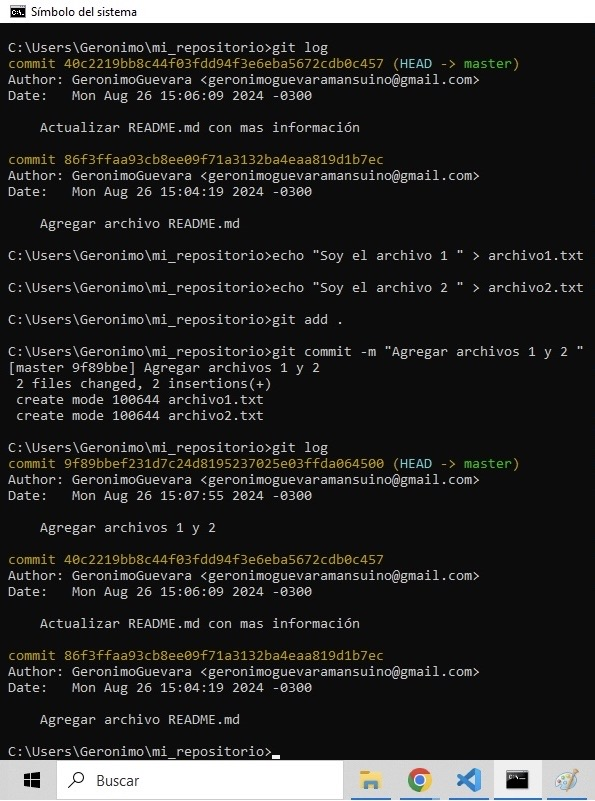 Símbolo del sistema
C:\Users\Geronimo\mi_repositorio>git log
commit 40c2219bb8c44f03fdd94f3e6eba5672cdb0c457 (HEAD -> master)
Author: GeronimoGuevara <geronimoguevaramansuino@gmail.com>
Date:   Mon Aug 26 15:06:09 2024 -0300
    Actualizar README.md con mas información
commit 86f3ffaa93cb8ee09f71a3132ba4eaa819d1b7ec
Author: GeronimoGuevara <geronimoguevaramansuino@gmail.com>
Date:   Mon Aug 26 15:04:19 2024 -0300
    Agregar archivo README.md
C:\Users\Geronimo\mi_repositorio>echo "Soy el archivo 1 " > archivo1.txt
C:\Users\Geronimo\mi_repositorio>echo "Soy el archivo 2 " > archivo2.txt
C:\Users\Geronimo\mi_repositorio>git add .
C:\Users\Geronimo\mi_repositorio>git commit -m "Agregar archivos 1 y 2 "
[master 9f89bbe] Agregar archivos 1 y 2
 2 files changed, 2 insertions(+)
 create mode 100644 archivo1.txt
 create mode 100644 archivo2.txt
C:\Users\Geronimo\mi_repositorio>git log
commit 9f89bbef231d7c24d8195237025e03ffda064500 (HEAD -> master)
Author: GeronimoGuevara <geronimoguevaramansuino@gmail.com>
Date:   Mon Aug 26 15:07:55 2024 -0300
    Agregar archivos 1 y 2
commit 40c2219bb8c44f03fdd94f3e6eba5672cdb0c457
Author: GeronimoGuevara <geronimoguevaramansuino@gmail.com>
Date:   Mon Aug 26 15:06:09 2024 -0300
    Actualizar README.md con mas información
commit 86f3ffaa93cb8ee09f71a3132ba4eaa819d1b7ec
Author: GeronimoGuevara <geronimoguevaramansuino@gmail.com>
Date:   Mon Aug 26 15:04:19 2024 -0300
    Agregar archivo README.md
C:\Users\Geronimo\mi_repositorio>
Buscar